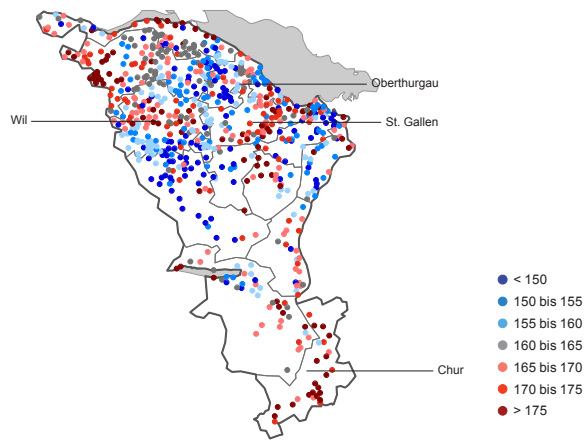 Oberthurgau
Wil
St. Gallen
< 150
150 bis 155
155 bis 160
160 bis 165
165 bis 170
170 bis 175
> 175
Chur